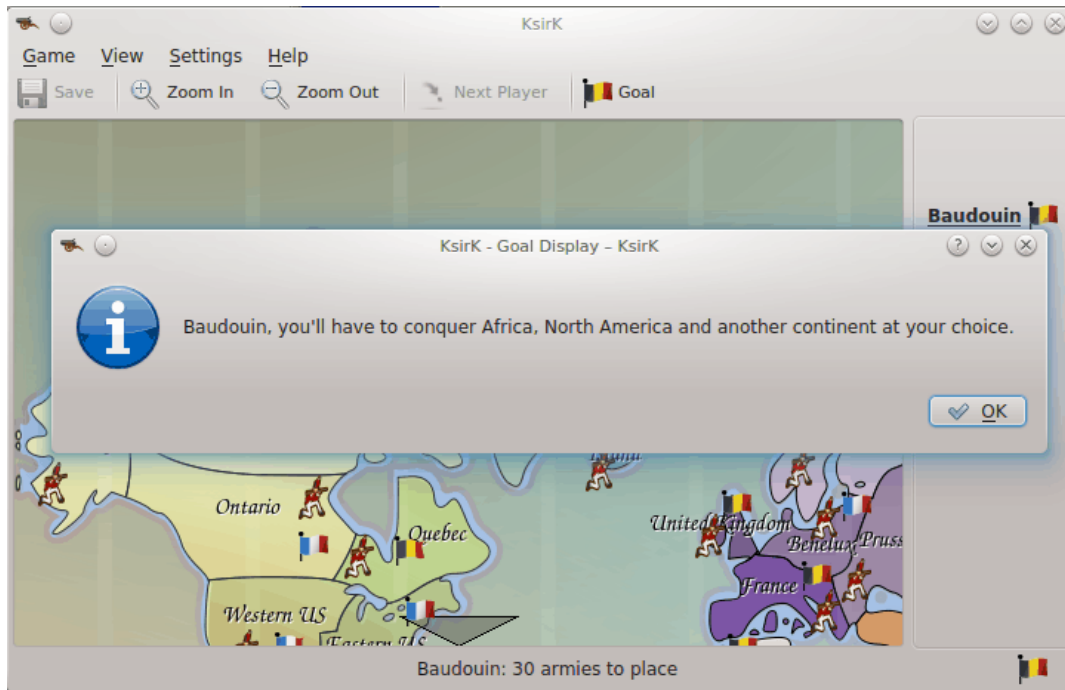 KsirK
Game View Settings Help
Save Zoom In Zoom Out Next Player Goal
Baudouin
KsirK - Goal Display – KsirK
Baudouin, you'll have to conquer Africa, North America and another continent at your choice.
OK
Ontario
Quebec
United Kingdom
Benelux
France
Western US
Eastern US
Baudouin: 30 armies to place